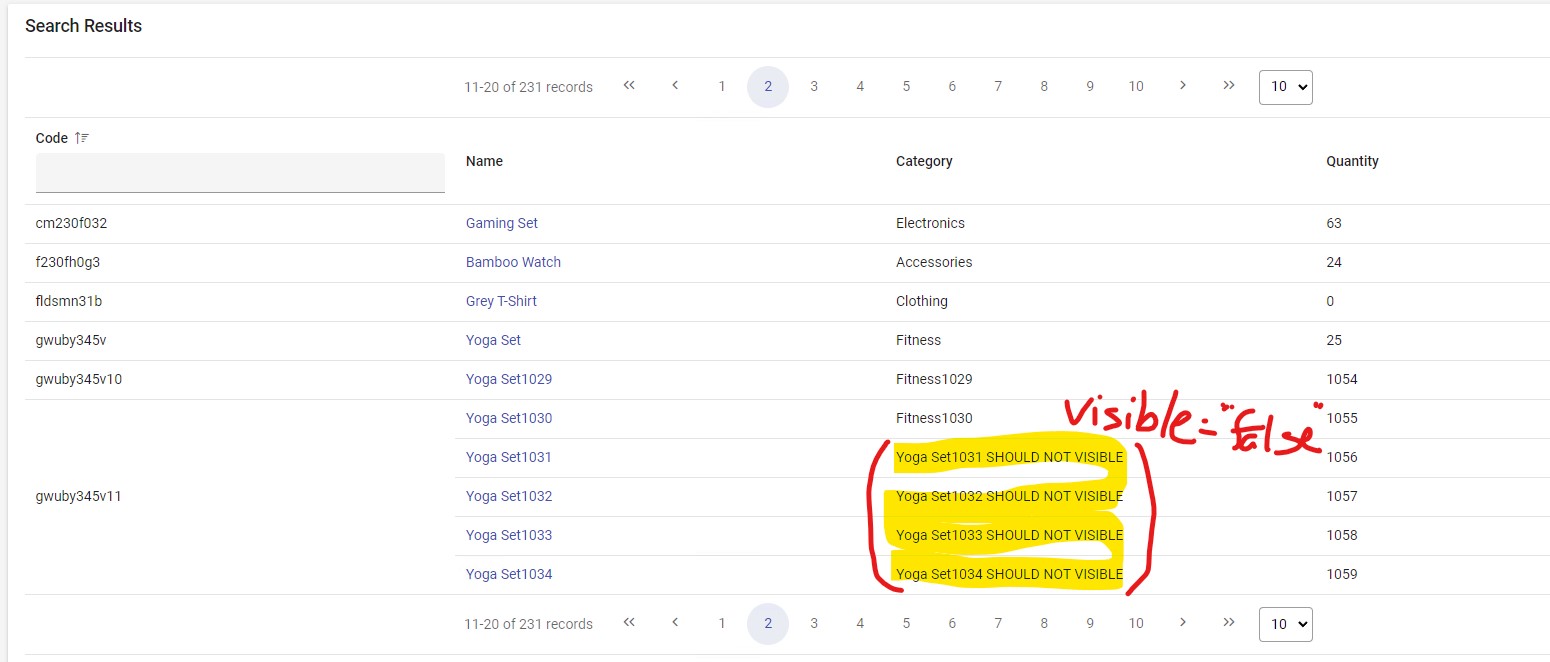 Search Results
11-20 of 231 records 1 2 3 4 5 6 7 8 9 10 10
Code
Name Category Quantity
cm230f032 Gaming Set Electronics 63
f230fh0g3 Bamboo Watch Accessories 24
fldsmn31b Grey T-Shirt Clothing 0
gwuby345v Yoga Set Fitness 25
gwuby345v10 Yoga Set1029 Fitness1029 1054
Visible="False"
Yoga Set1030 Fitness1030 1055
Yoga Set1031 Yoga Set1031 SHOULD NOT VISIBLE 1056
gwuby345v11 Yoga Set1032 Yoga Set1032 SHOULD NOT VISIBLE 1057
Yoga Set1033 Yoga Set1033 SHOULD NOT VISIBLE 1058
Yoga Set1034 Yoga Set1034 SHOULD NOT VISIBLE 1059
11-20 of 231 records 1 2 3 4 5 6 7 8 9 10 10